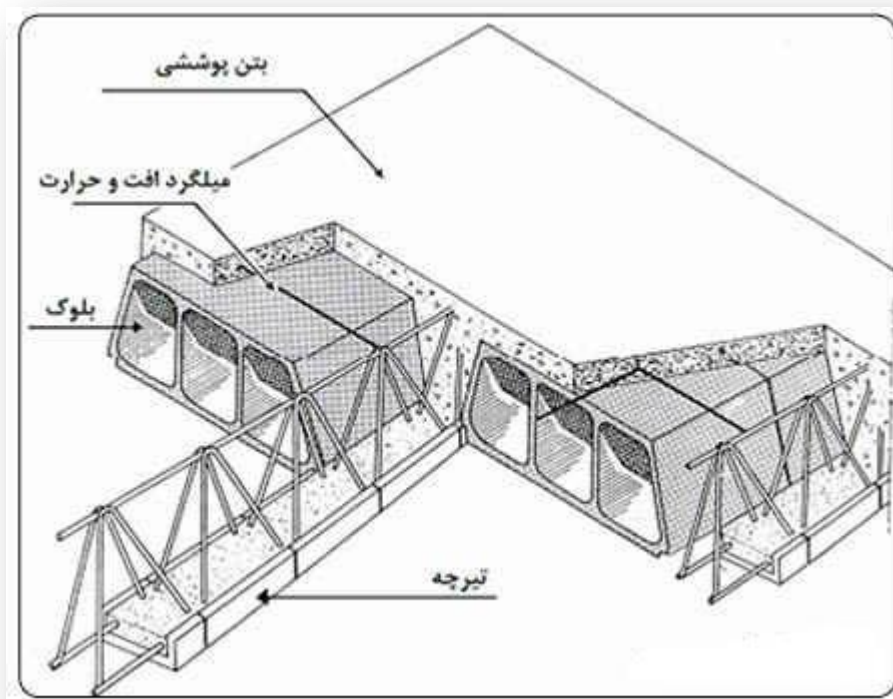 بتن پوششی
میلگرد افت و حرارت
بلوک
تیرچه